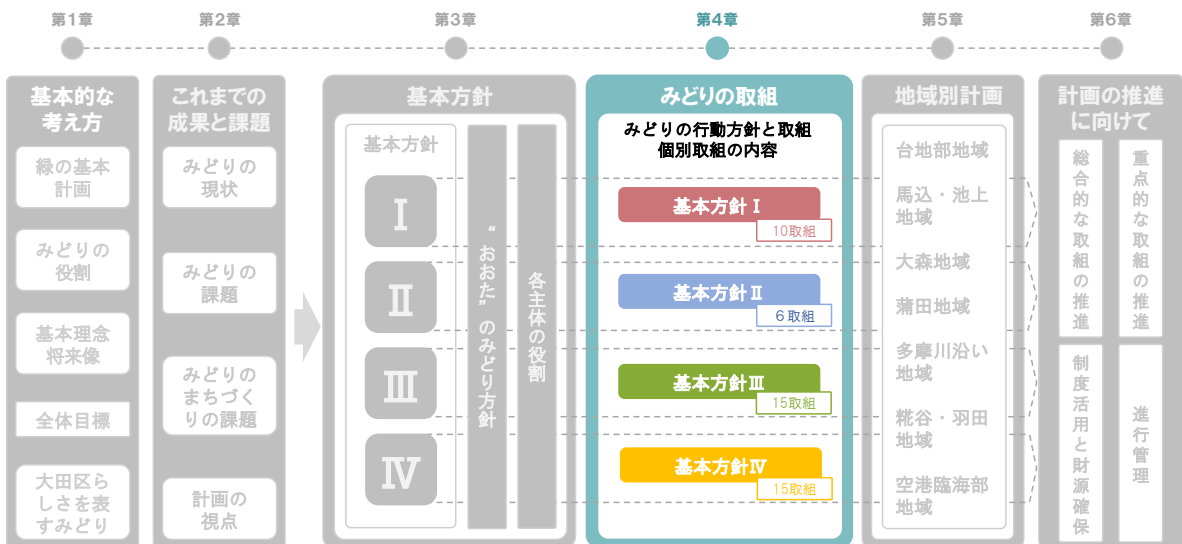 第1章
第2章
第3章
第4章
第5章
第6章
基本的な
考え方
緑の基本
計画
みどりの
役割
基本理念
将来像
全体目標
大田区ら
しさを表
すみどり
これまでの
成果と課題
みどりの
現状
みどりの
課題
みどりの
まちづく
りの課題
計画の
視点
基本方針
基本方針
I
II
III
IV
“おおた”のみどり方針
各主体の役割
みどりの取組
みどりの行動方針と取組
個別取組の内容
基本方針Ⅰ
10取組
基本方針Ⅱ
6取組
基本方針Ⅲ
15取組
基本方針Ⅳ
15取組
地域別計画
台地部地域
馬込・池上
地域
大森地域
蒲田地域
多摩川沿い
地域
糀谷・羽田
地域
空港臨海部
地域
計画の推進
に向けて
総合的な取組の推進
重点的な取組の推進
制度活用と財源確保
進行管理